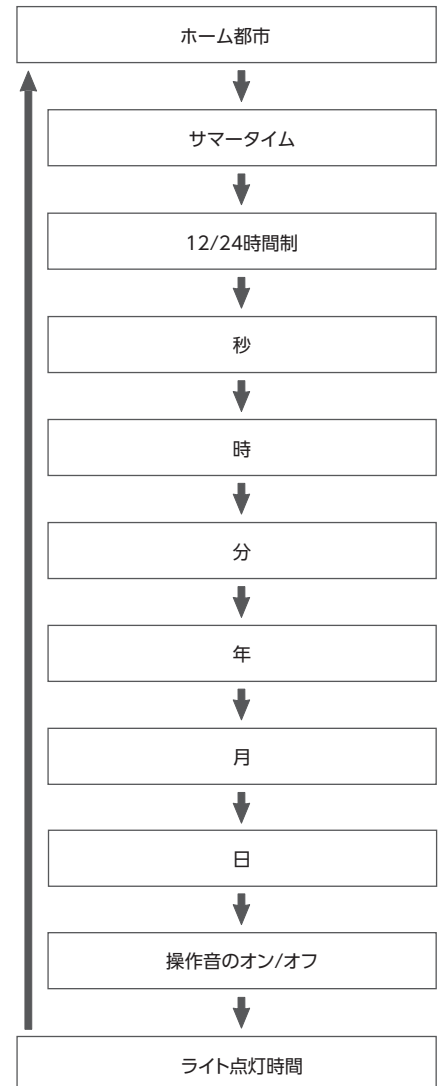 ホーム都市
サマータイム
12/24時間制
秒
時
分
年
月
日
操作音のオン/オフ
ライト点灯時間